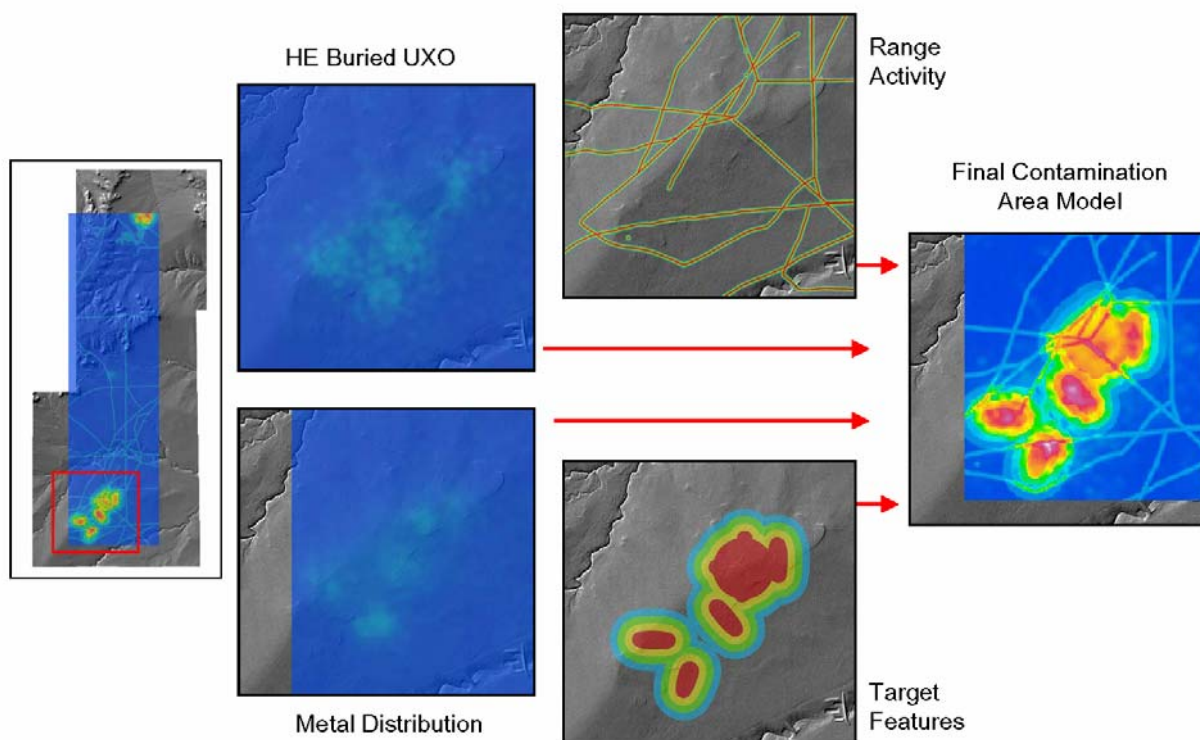 HE Buried UXO
Range
Activity
Final Contamination
Area Model
Metal Distribution
Target
Features